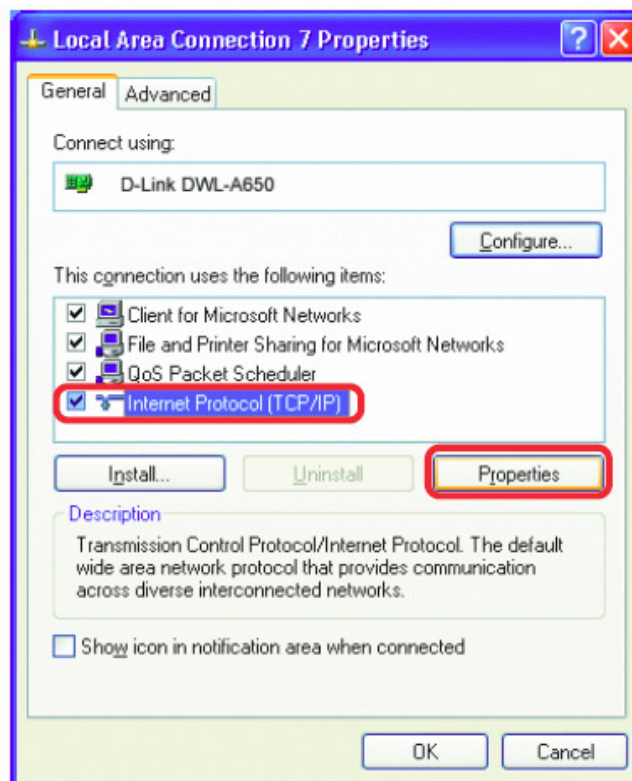 Local Area Connection 7 Properties
General
Advanced
Connect using:
D-Link DWL-A650
Configure...
This connection uses the following items:
Client for Microsoft Networks
File and Printer Sharing for Microsoft Networks
QoS Packet Scheduler
Internet Protocol (TCP/IP)
Install...
Uninstall
Properties
Description
Transmission Control Protocol/Internet Protocol. The default
wide area network protocol that provides communication
across diverse interconnected networks.
Show icon in notification area when connected
OK
Cancel